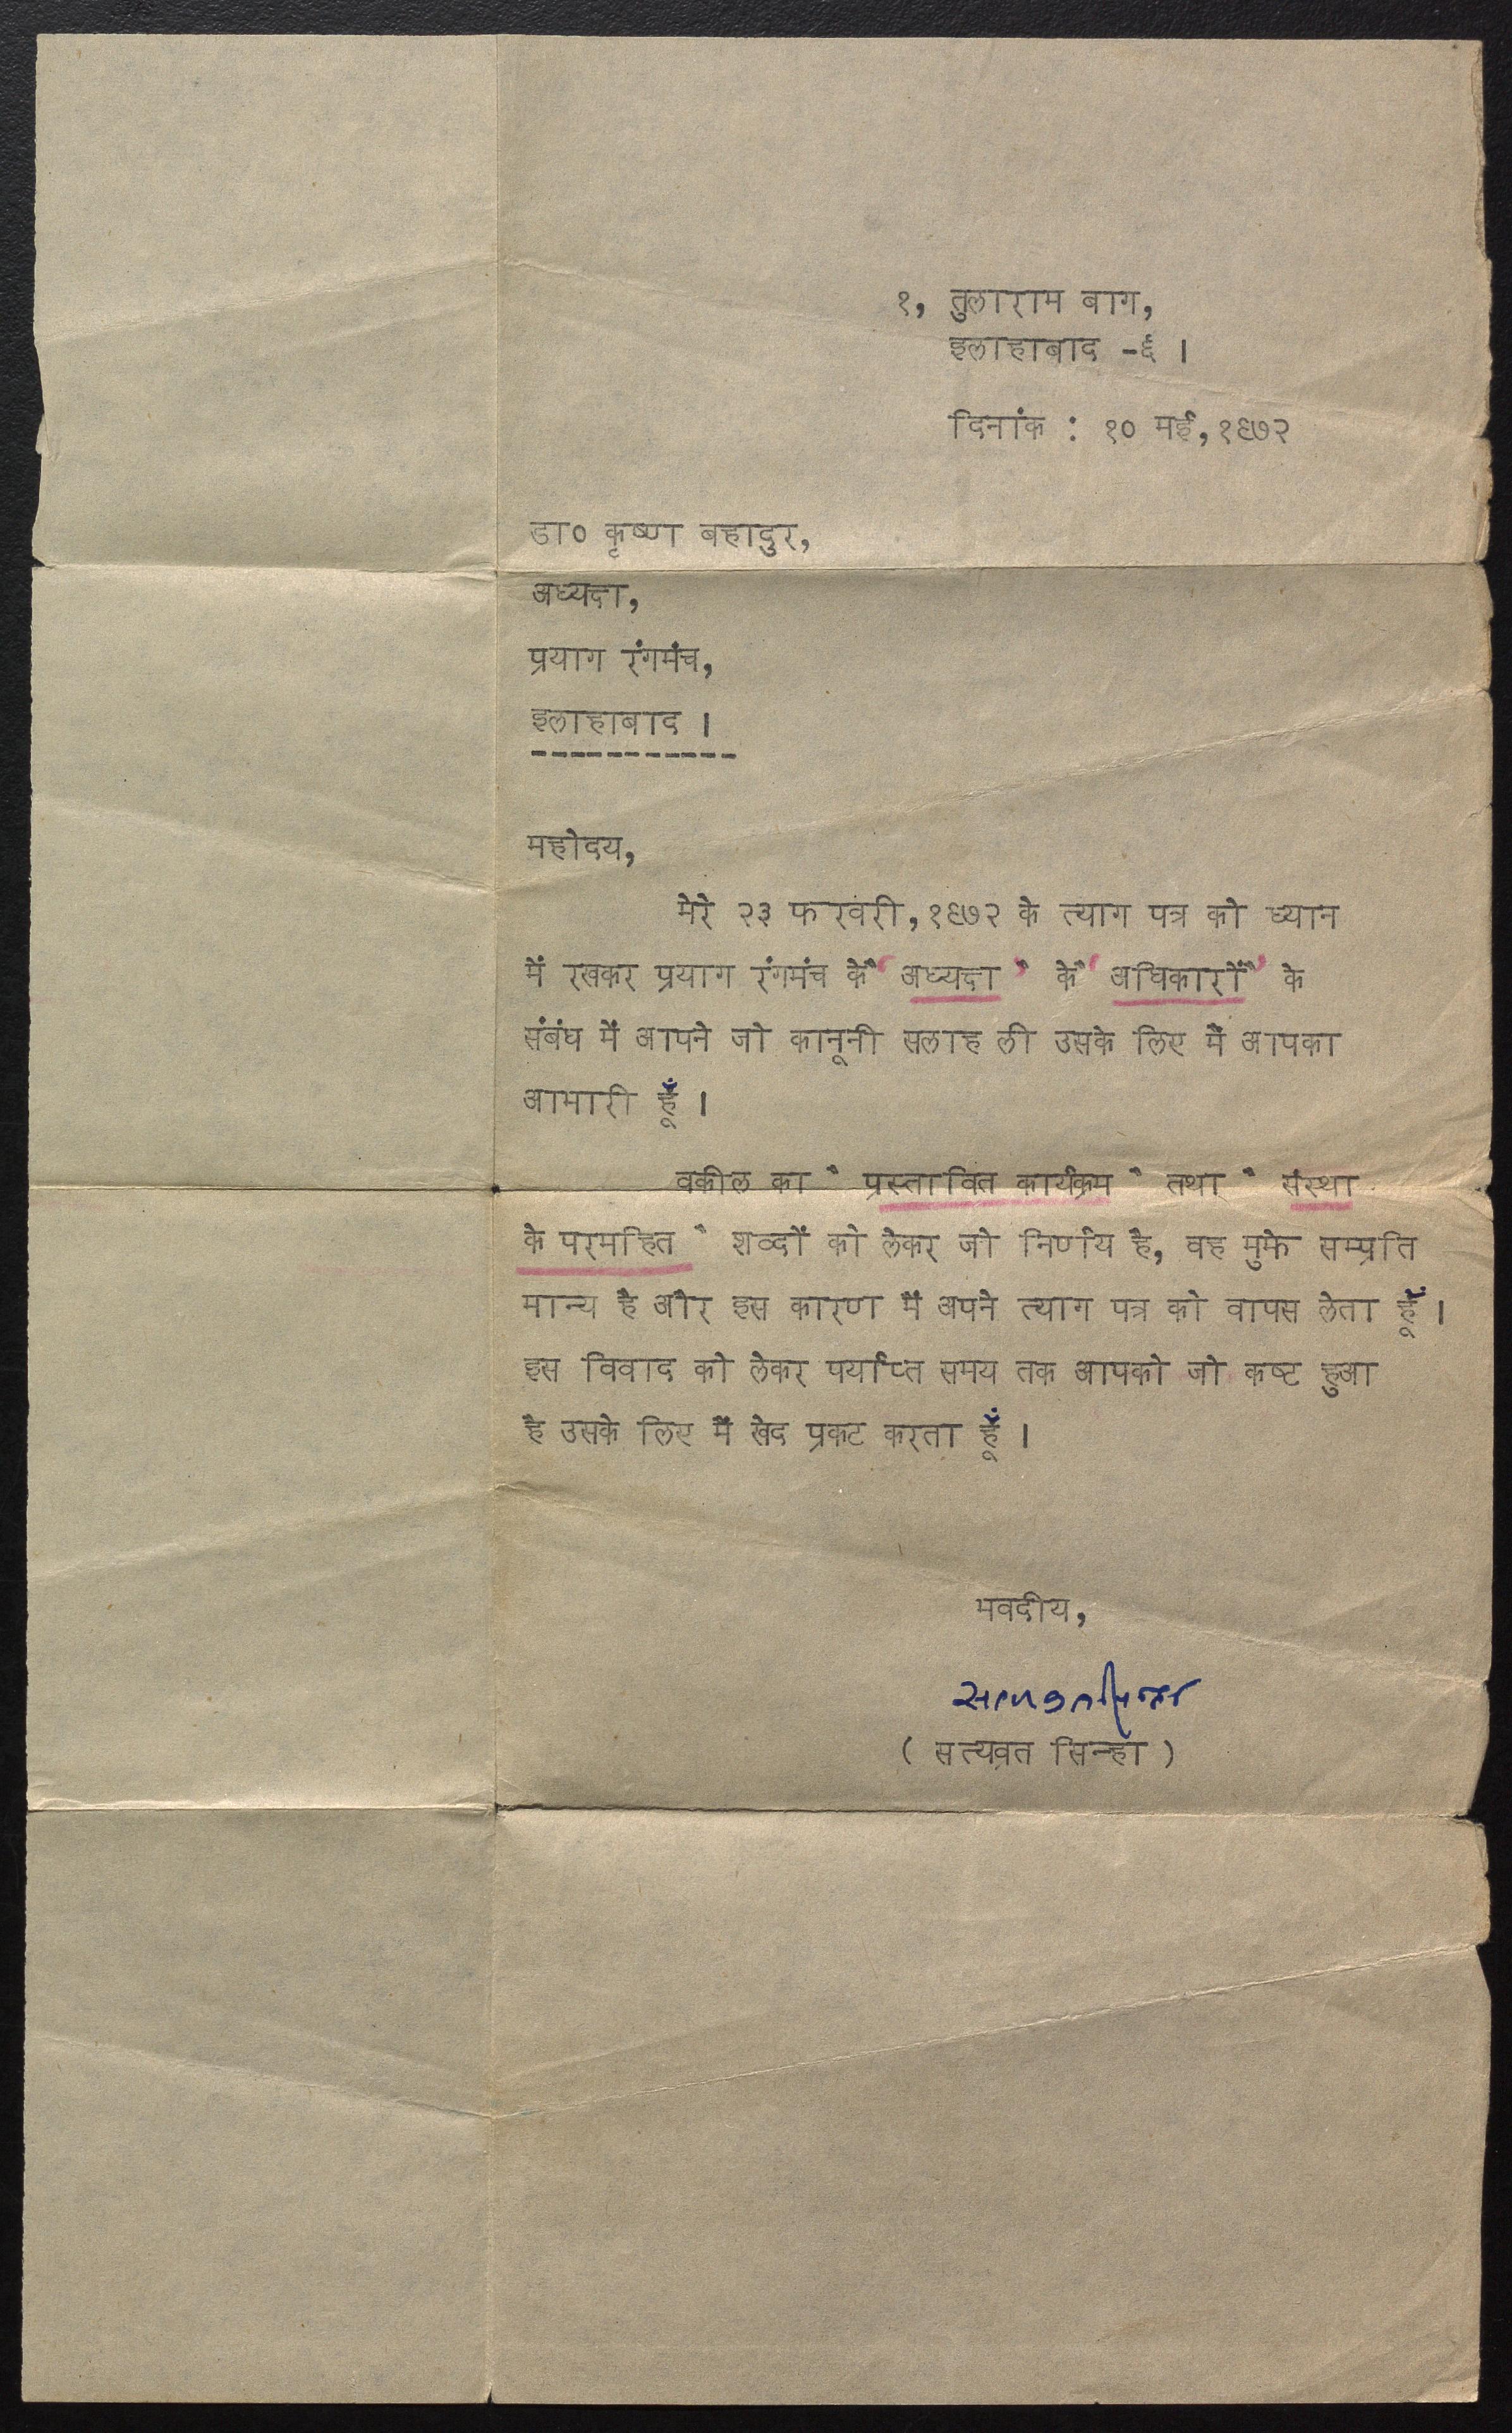 १, तुलाराम बाग,
इलाहाबाद -६ ।
दिनांक : १० मई, १९७२
डा० कृष्ण बहादुर,
अध्यक्ष,
प्रयाग रंगमंच,
इलाहाबाद ।
-----------
महोदय,
मेरे २३ फरवरी, १९७२ के त्याग पत्र को ध्यान
में रखकर प्रयाग रंगमंच के " अध्यक्ष " के " अधिकारों " के
संबंध में आपने जो कानूनी सलाह ली उसके लिए मैं आपका
आभारी हूँ ।
वकील का " प्रस्तावित कार्यक्रम " तथा " संस्था
के परमहित " शब्दों को लेकर जो निर्णय है, वह मुझे सम्प्रति
मान्य है और इस कारण मैं अपने त्याग पत्र को वापस लेता हूँ ।
इस विवाद को लेकर पर्याप्त समय तक आपको जो कष्ट हुआ
है उसके लिए मैं खेद प्रकट करता हूँ ।
भवदीय,
सत्यव्रत सिन्हा
( सत्यव्रत सिन्हा )